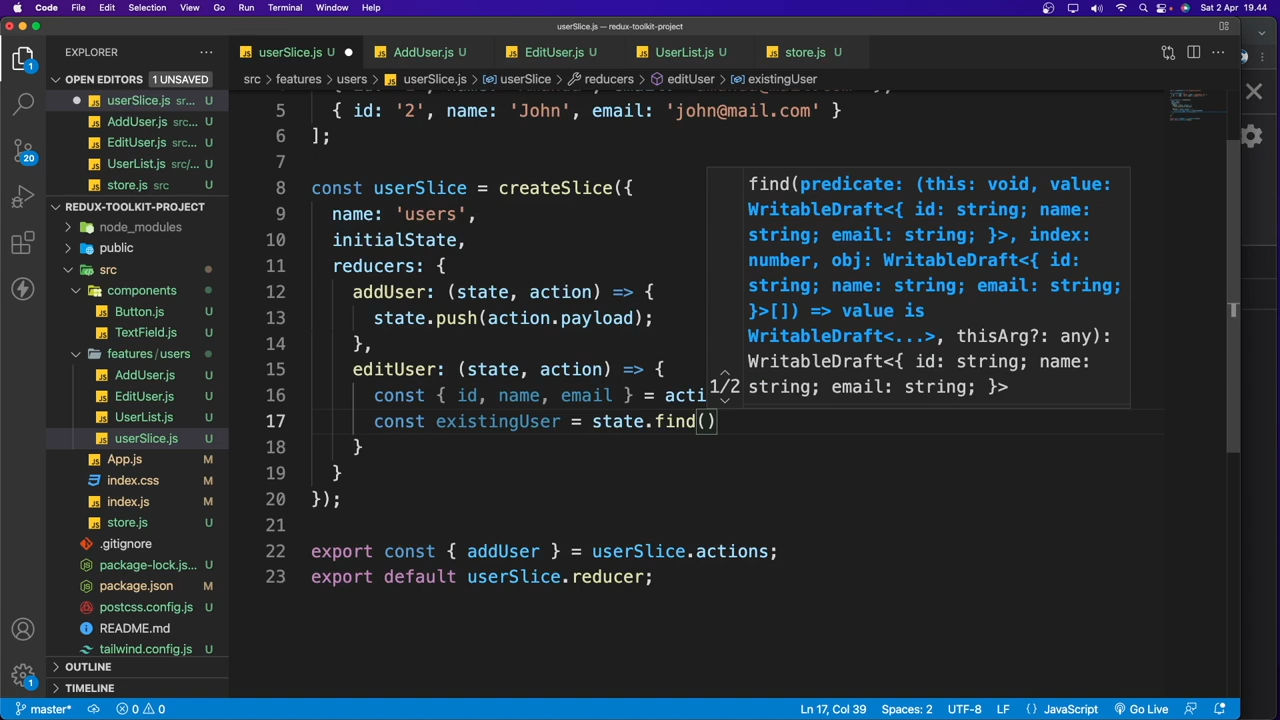 Code File Edit Selection View Go Run Terminal Window Help Sat 2 Apr 19.44
userSlice.js — redux-toolkit-project
EXPLORER
OPEN EDITORS 1 UNSAVED
userSlice.js src... U
AddUser.js src... U
EditUser.js src... U
UserList.js src/... U
store.js src U
REDUX-TOOLKIT-PROJECT
node_modules
public
src
components
Button.js U
TextField.js U
features/users
AddUser.js U
EditUser.js U
UserList.js U
userSlice.js U
App.js M
index.css M
index.js M
store.js U
.gitignore
package-lock.js... U
package.json M
postcss.config.js U
README.md
tailwind.config.js U
OUTLINE
TIMELINE
1
20
1
userSlice.js U AddUser.js U EditUser.js U UserList.js U store.js U
src › features › users › userSlice.js › userSlice › reducers › editUser › existingUser
5 { id: '2', name: 'John', email: 'john@mail.com' }
6 ];
7
8 const userSlice = createSlice({
9 name: 'users',
10 initialState,
11 reducers: {
12 addUser: (state, action) => {
13 state.push(action.payload);
14 },
15 editUser: (state, action) => {
16 const { id, name, email } = acti
17 const existingUser = state.find()
18 }
19 }
20 });
21
22 export const { addUser } = userSlice.actions;
23 export default userSlice.reducer;
find(predicate: (this: void, value:
WritableDraft<{ id: string; name:
string; email: string; }>, index:
number, obj: WritableDraft<{ id:
string; name: string; email: string;
}>[]) => value is
WritableDraft<...>, thisArg?: any):
WritableDraft<{ id: string; name:
string; email: string; }>
1/2
master* 0 0 Ln 17, Col 39 Spaces: 2 UTF-8 LF { } JavaScript Go Live